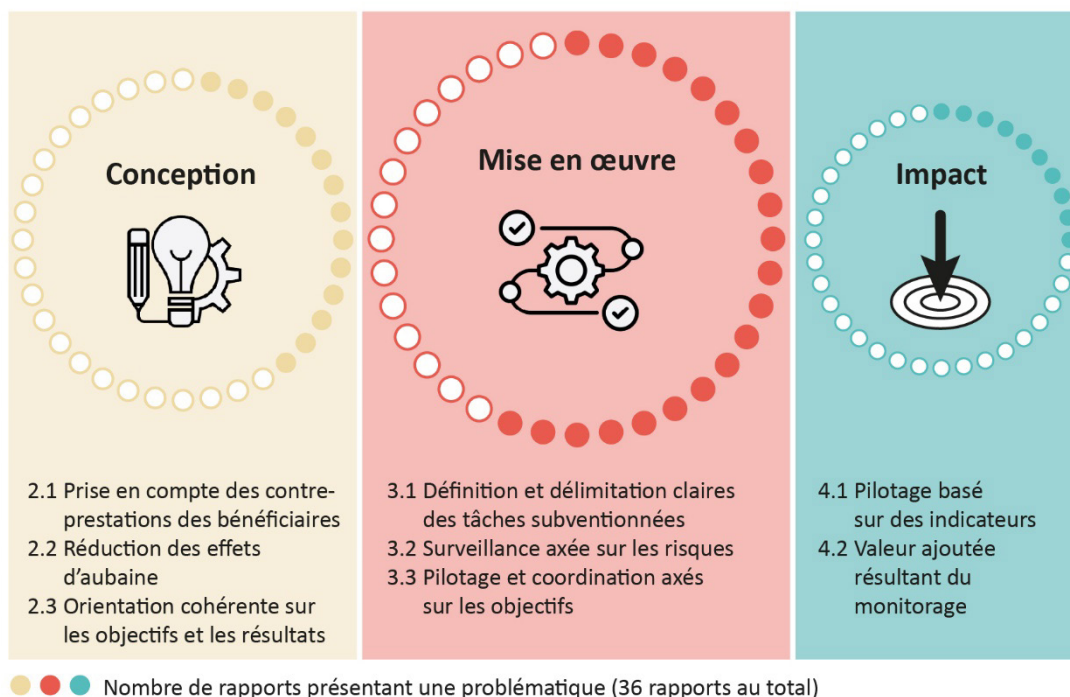 Conception
2.1 Prise en compte des contre-
prestations des bénéficiaires
2.2 Réduction des effets
d’aubaine
2.3 Orientation cohérente sur
les objectifs et les résultats
Mise en œuvre
3.1 Définition et délimitation claires
des tâches subventionnées
3.2 Surveillance axée sur les risques
3.3 Pilotage et coordination axés
sur les objectifs
Impact
4.1 Pilotage basé
sur des indicateurs
4.2 Valeur ajoutée
résultant du
monitorage
Nombre de rapports présentant une problématique (36 rapports au total)